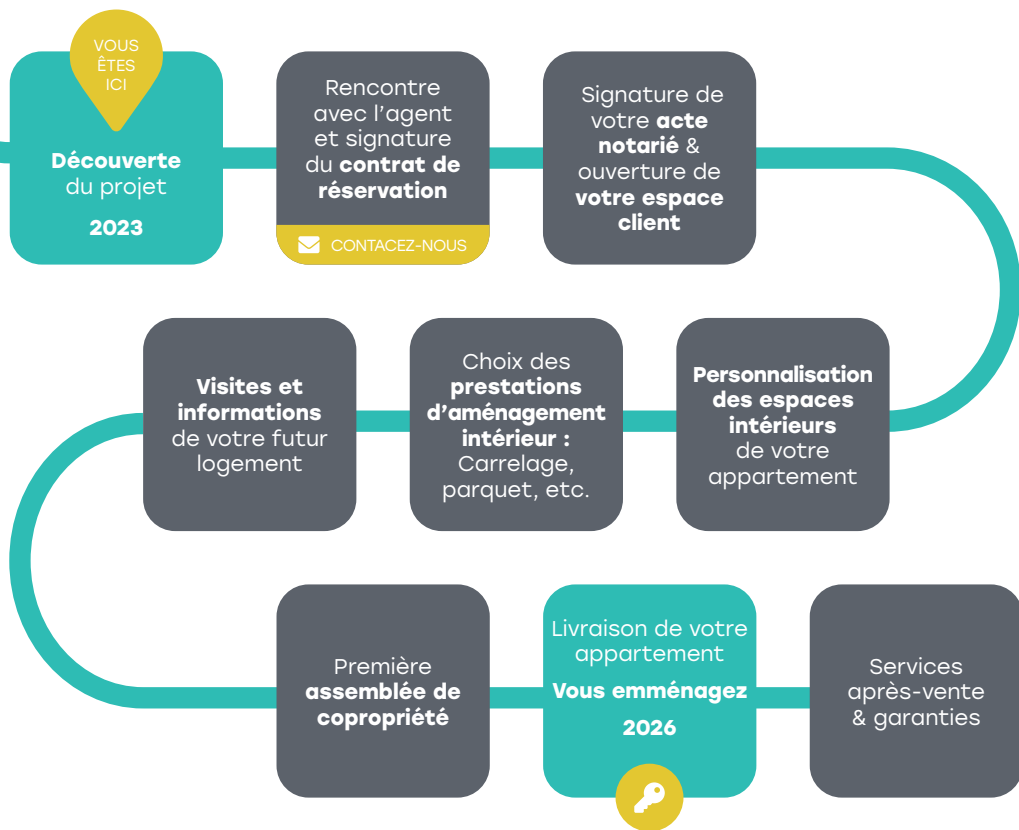 VOUS
ÊTES
ICI
Découverte
du projet
2023
Rencontre
avec l'agent
et signature
du contrat de
réservation
CONTACEZ-NOUS
Signature de
votre acte
notarié &
ouverture de
votre espace
client
Personnalisation
des espaces
intérieurs
de votre
appartement
Choix des
prestations
d'aménagement
intérieur :
Carrelage,
parquet, etc.
Visites et
informations
de votre futur
logement
Première
assemblée de
copropriété
Livraison de votre
appartement
Vous emménagez
2026
Services
après-vente
& garanties